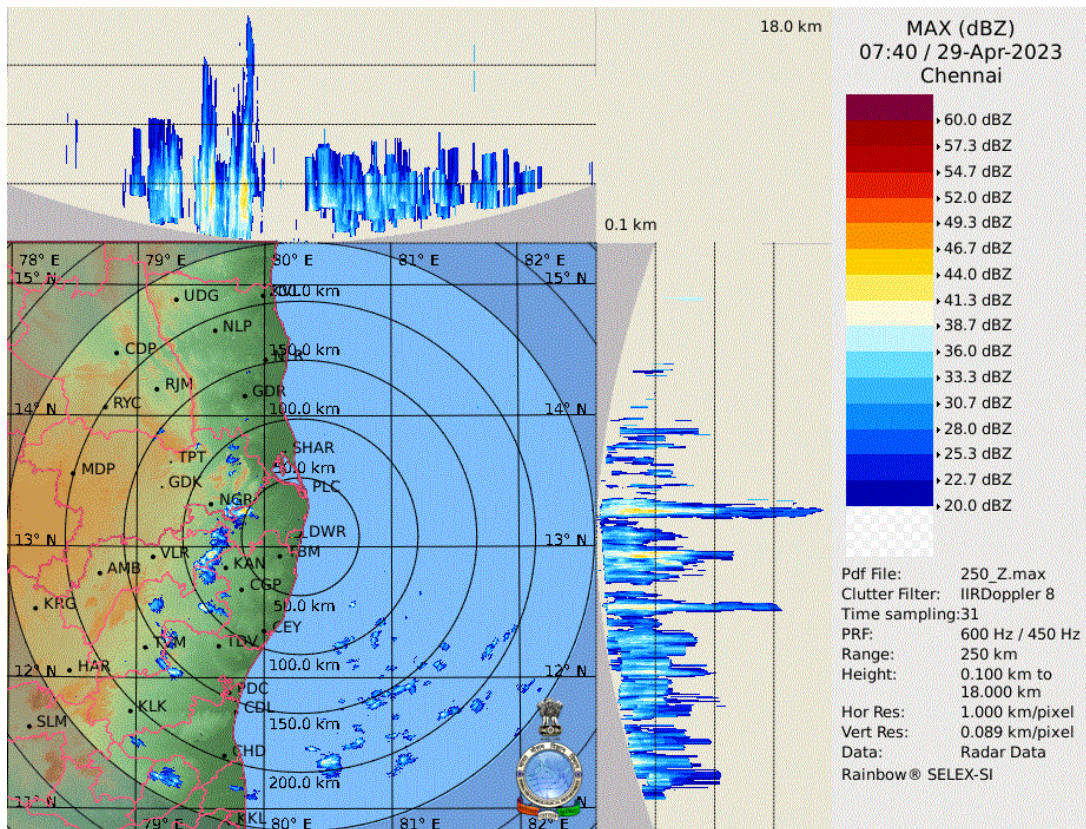 18.0 km
0.1 km
MAX (dBZ)
07:40 / 29-Apr-2023
Chennai
60.0 dBZ
57.3 dBZ
54.7 dBZ
52.0 dBZ
49.3 dBZ
46.7 dBZ
44.0 dBZ
41.3 dBZ
38.7 dBZ
36.0 dBZ
33.3 dBZ
30.7 dBZ
28.0 dBZ
25.3 dBZ
22.7 dBZ
20.0 dBZ
Pdf File: 250_Z.max
Clutter Filter: IIRDoppler 8
Time sampling:31
PRF: 600 Hz / 450 Hz
Range: 250 km
Height: 0.100 km to
18.000 km
Hor Res: 1.000 km/pixel
Vert Res: 0.089 km/pixel
Data: Radar Data
Rainbow® SELEX-SI
78° E 79° E 80° E 81° E 82° E
15° N 15° N
UDG 200.0 km
NLP
CDP 150.0 km
RJM
GDR
RYC 100.0 km
14° N 14° N
SHAR
TPT 50.0 km
MDP
GDK PLC
NGR
DWR
13° N 13° N
VLR
AMB KAN
CGP
KRG 50.0 km
CEY
TVM TDV
HAR 100.0 km
12° N 12° N
PDC
KLK CDL
SLM 150.0 km
CHD
200.0 km
11° N 11° N
KKL
79° E 80° E 81° E 82° E